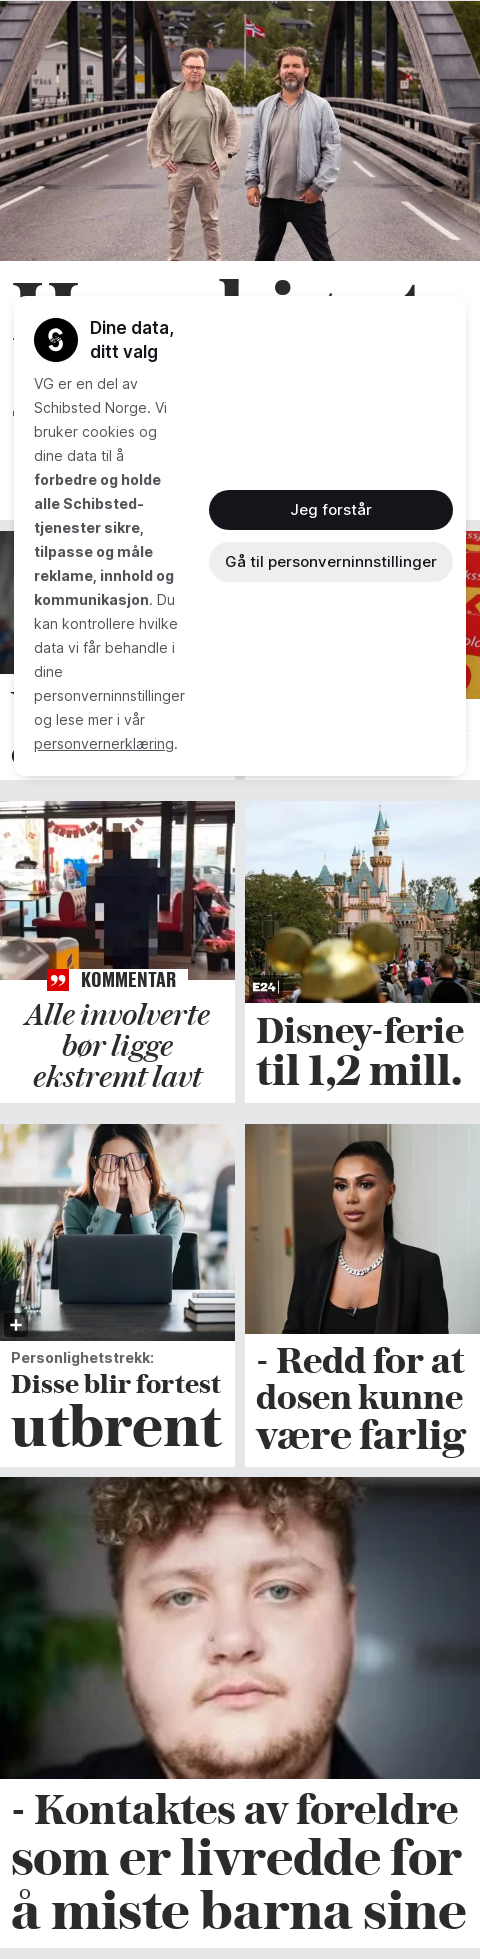 Dine data,
ditt valg
VG er en del av
Schibsted Norge. Vi
bruker cookies og
dine data til å
forbedre og holde
alle Schibsted-
tjenester sikre,
tilpasse og måle
reklame, innhold og
kommunikasjon. Du
kan kontrollere hvilke
data vi får behandle i
dine
personverninnstillinger
og lese mer i vår
personvernerklæring.
Jeg forstår
Gå til personverninnstillinger
KOMMENTAR
Alle involverte
bør ligge
ekstremt lavt
E24
Disney-ferie
til 1,2 mill.
Personlighetstrekk:
Disse blir fortest
utbrent
- Redd for at
dosen kunne
være farlig
- Kontaktes av foreldre
som er livredde for
å miste barna sine